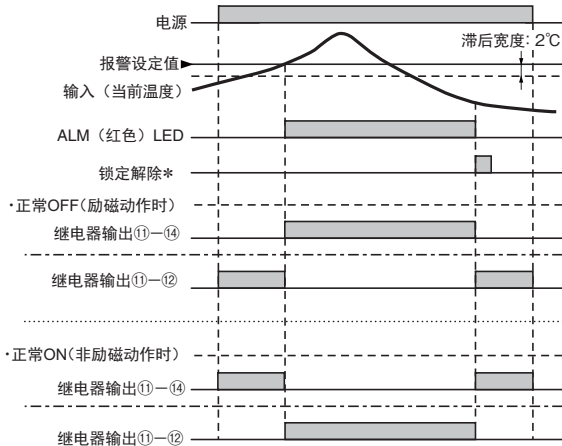 电源
滞后宽度: 2℃
报警设定值
输入（当前温度）
ALM（红色）LED
锁定解除*
·正常OFF（励磁动作时）
继电器输出⑪—⑭
继电器输出⑪—⑫
·正常ON（非励磁动作时）
继电器输出⑪—⑭
继电器输出⑪—⑫